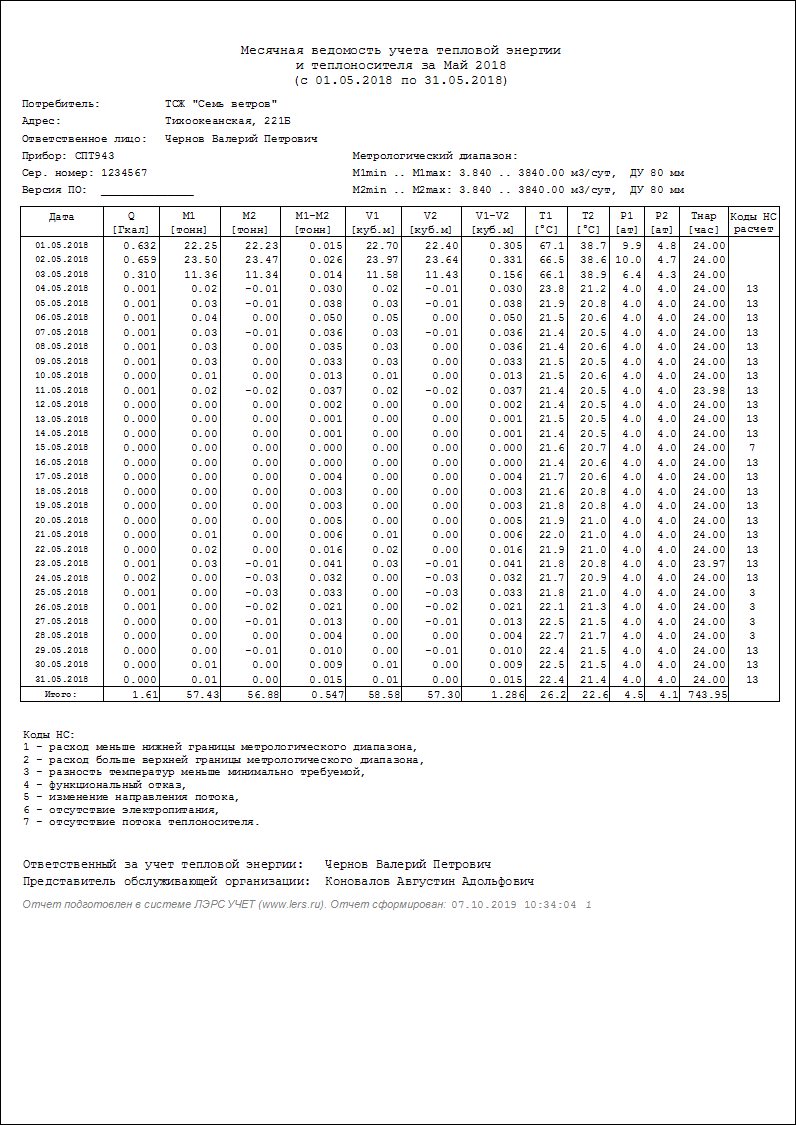 Месячная ведомость учета тепловой энергии
и теплоносителя за Май 2018
(с 01.05.2018 по 31.05.2018)
Потребитель: ТСЖ "Семь ветров"
Адрес: Тихоокеанская, 221Б
Ответственное лицо: Чернов Валерий Петрович
Прибор: СПТ943 Метрологический диапазон:
Сер. номер: 1234567 M1min .. M1max: 3.840 .. 3840.00 м3/сут, ДУ 80 мм
Версия ПО: ______________ M2min .. M2max: 3.840 .. 3840.00 м3/сут, ДУ 80 мм
Дата Q M1 M2 M1-M2 V1 V2 V1-V2 T1 T2 P1 P2 Тнар Коды НС
[Гкал] [тонн] [тонн] [тонн] [куб.м] [куб.м] [куб.м] [°C] [°C] [ат] [ат] [час] расчет
01.05.2018 0.632 22.25 22.23 0.015 22.70 22.40 0.305 67.1 38.7 9.9 4.8 24.00
02.05.2018 0.659 23.50 23.47 0.026 23.97 23.64 0.331 66.5 38.6 10.0 4.7 24.00
03.05.2018 0.310 11.36 11.34 0.014 11.58 11.43 0.156 66.1 38.9 6.4 4.3 24.00
04.05.2018 0.001 0.02 -0.01 0.030 0.02 -0.01 0.030 23.8 21.2 4.0 4.0 24.00 13
05.05.2018 0.001 0.03 -0.01 0.038 0.03 -0.01 0.038 21.9 20.8 4.0 4.0 24.00 13
06.05.2018 0.001 0.04 0.00 0.050 0.05 0.00 0.050 21.5 20.6 4.0 4.0 24.00 13
07.05.2018 0.001 0.03 -0.01 0.036 0.03 -0.01 0.036 21.4 20.5 4.0 4.0 24.00 13
08.05.2018 0.001 0.03 0.00 0.035 0.03 0.00 0.036 21.4 20.6 4.0 4.0 24.00 13
09.05.2018 0.001 0.03 0.00 0.033 0.03 0.00 0.033 21.5 20.5 4.0 4.0 24.00 13
10.05.2018 0.000 0.01 0.00 0.013 0.01 0.00 0.013 21.5 20.6 4.0 4.0 24.00 13
11.05.2018 0.001 0.02 -0.02 0.037 0.02 -0.02 0.037 21.4 20.5 4.0 4.0 23.98 13
12.05.2018 0.000 0.00 0.00 0.002 0.00 0.00 0.002 21.4 20.5 4.0 4.0 24.00 13
13.05.2018 0.000 0.00 0.00 0.001 0.00 0.00 0.001 21.5 20.5 4.0 4.0 24.00 13
14.05.2018 0.000 0.00 0.00 0.001 0.00 0.00 0.001 21.4 20.5 4.0 4.0 24.00 13
15.05.2018 0.000 0.00 0.00 0.000 0.00 0.00 0.000 21.6 20.7 4.0 4.0 24.00 7
16.05.2018 0.000 0.00 0.00 0.000 0.00 0.00 0.000 21.4 20.6 4.0 4.0 24.00 13
17.05.2018 0.000 0.00 0.00 0.004 0.00 0.00 0.004 21.7 20.6 4.0 4.0 24.00 13
18.05.2018 0.000 0.00 0.00 0.003 0.00 0.00 0.003 21.6 20.8 4.0 4.0 24.00 13
19.05.2018 0.000 0.00 0.00 0.003 0.00 0.00 0.003 21.8 20.8 4.0 4.0 24.00 13
20.05.2018 0.000 0.00 0.00 0.005 0.00 0.00 0.005 21.9 21.0 4.0 4.0 24.00 13
21.05.2018 0.000 0.01 0.00 0.006 0.01 0.00 0.006 22.0 21.0 4.0 4.0 24.00 13
22.05.2018 0.000 0.02 0.00 0.016 0.02 0.00 0.016 21.9 21.0 4.0 4.0 24.00 13
23.05.2018 0.001 0.03 -0.01 0.041 0.03 -0.01 0.041 21.8 20.8 4.0 4.0 23.97 13
24.05.2018 0.002 0.00 -0.03 0.032 0.00 -0.03 0.032 21.7 20.9 4.0 4.0 24.00 13
25.05.2018 0.001 0.00 -0.03 0.033 0.00 -0.03 0.033 21.8 21.0 4.0 4.0 24.00 3
26.05.2018 0.001 0.00 -0.02 0.021 0.00 -0.02 0.021 22.1 21.3 4.0 4.0 24.00 3
27.05.2018 0.000 0.00 -0.01 0.013 0.00 -0.01 0.013 22.5 21.5 4.0 4.0 24.00 3
28.05.2018 0.000 0.00 0.00 0.004 0.00 0.00 0.004 22.7 21.7 4.0 4.0 24.00 3
29.05.2018 0.000 0.00 -0.01 0.010 0.00 -0.01 0.010 22.4 21.5 4.0 4.0 24.00 13
30.05.2018 0.000 0.01 0.00 0.009 0.01 0.00 0.009 22.5 21.5 4.0 4.0 24.00 13
31.05.2018 0.000 0.01 0.00 0.015 0.01 0.00 0.015 22.4 21.4 4.0 4.0 24.00 13
Итого: 1.61 57.43 56.88 0.547 58.58 57.30 1.286 26.2 22.6 4.5 4.1 743.95
Коды НС:
1 - расход меньше нижней границы метрологического диапазона,
2 - расход больше верхней границы метрологического диапазона,
3 - разность температур меньше минимально требуемой,
4 - функциональный отказ,
5 - изменение направления потока,
6 - отсутствие электропитания,
7 - отсутствие потока теплоносителя.
Ответственный за учет тепловой энергии: Чернов Валерий Петрович
Представитель обслуживающей организации: Коновалов Августин Адольфович
Отчет подготовлен в системе ЛЭРС УЧЕТ (www.lers.ru). Отчет сформирован: 07.10.2019 10:34:04 1